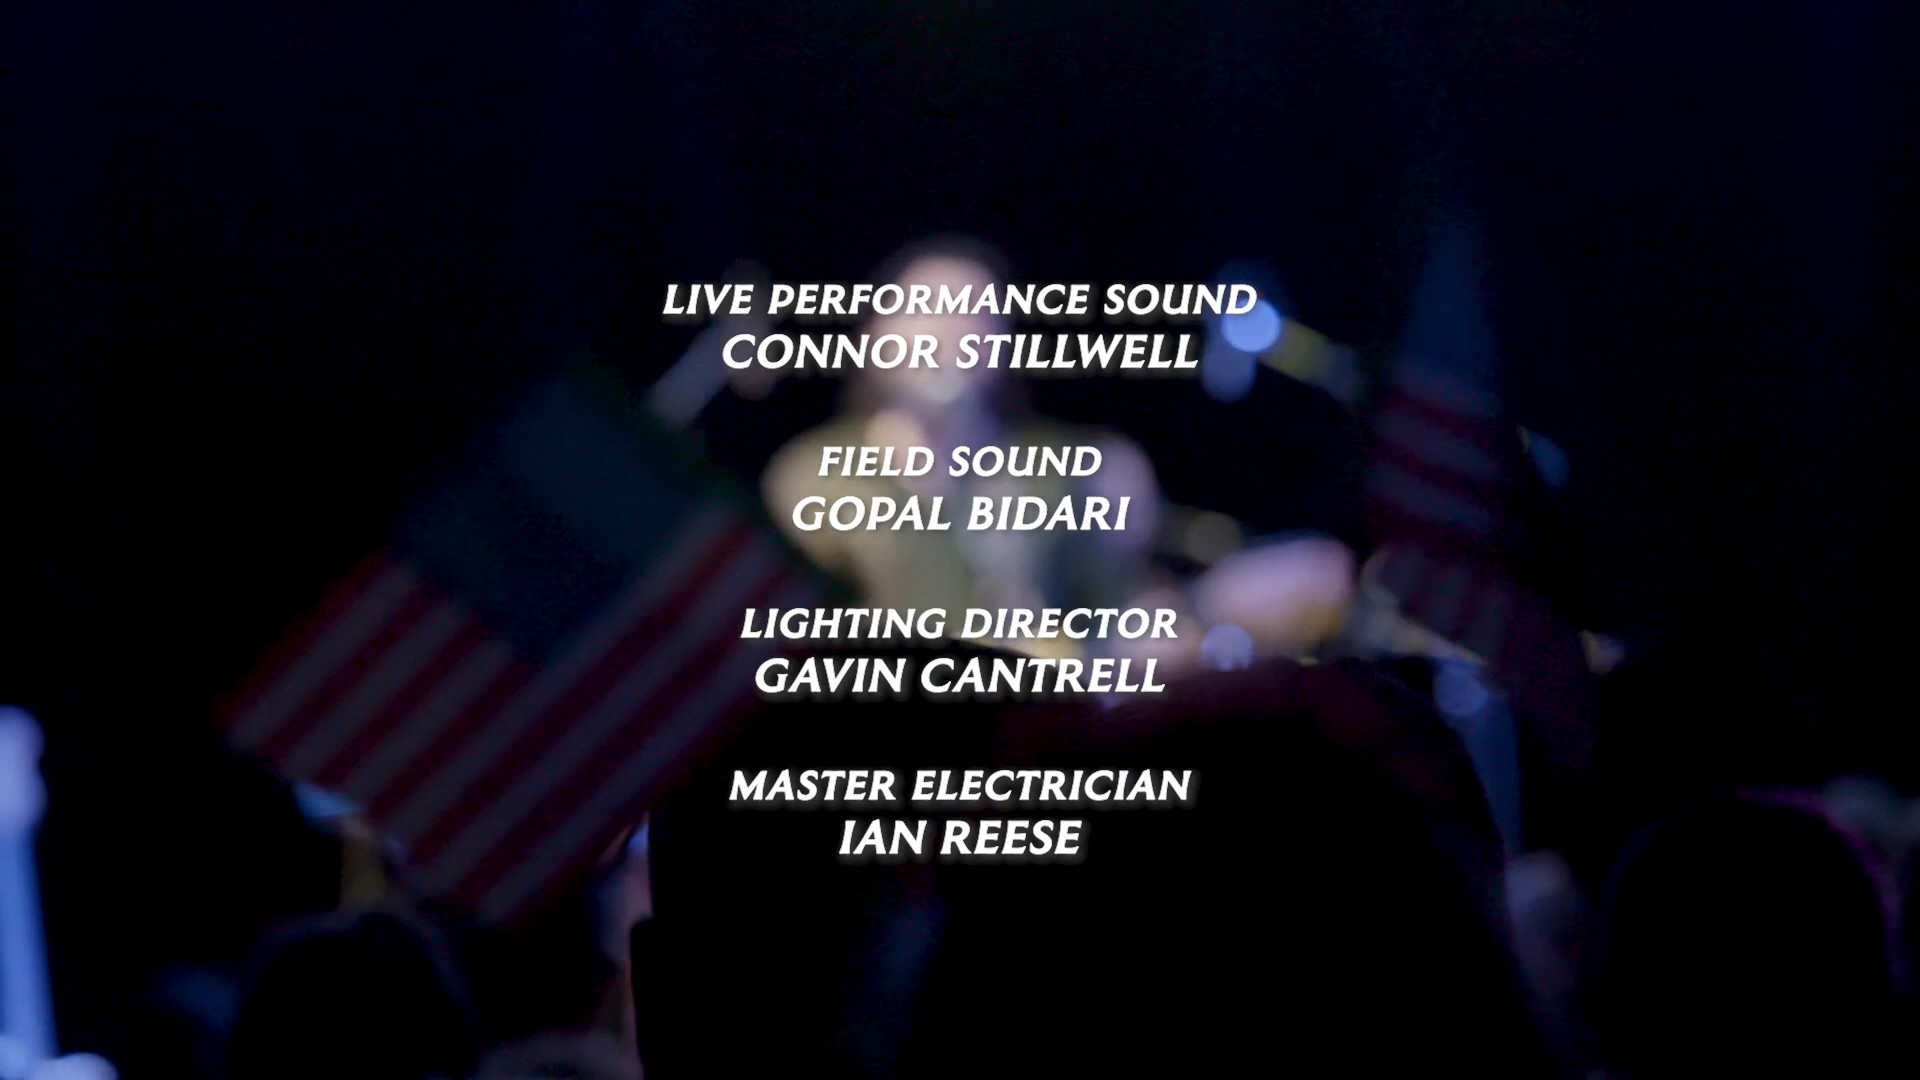 LIVE PERFORMANCE SOUND
CONNOR STILLWELL
FIELD SOUND
GOPAL BIDARI
LIGHTING DIRECTOR
GAVIN CANTRELL
MASTER ELECTRICIAN
IAN REESE